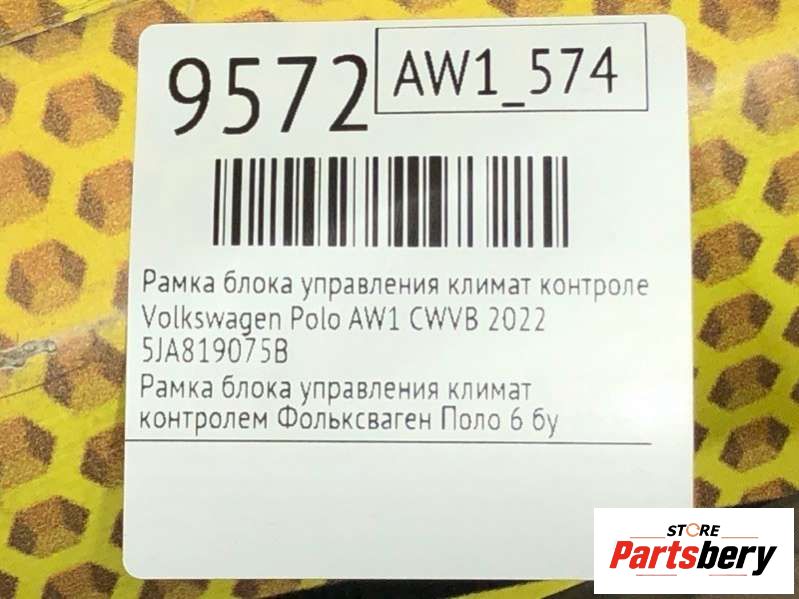 9572
AW1_574
Рамка блока управления климат контроле
Volkswagen Polo AW1 CWVB 2022
5JA819075B
Рамка блока управления климат
контролем Фольксваген Поло 6 бу
STORE
Partsbery